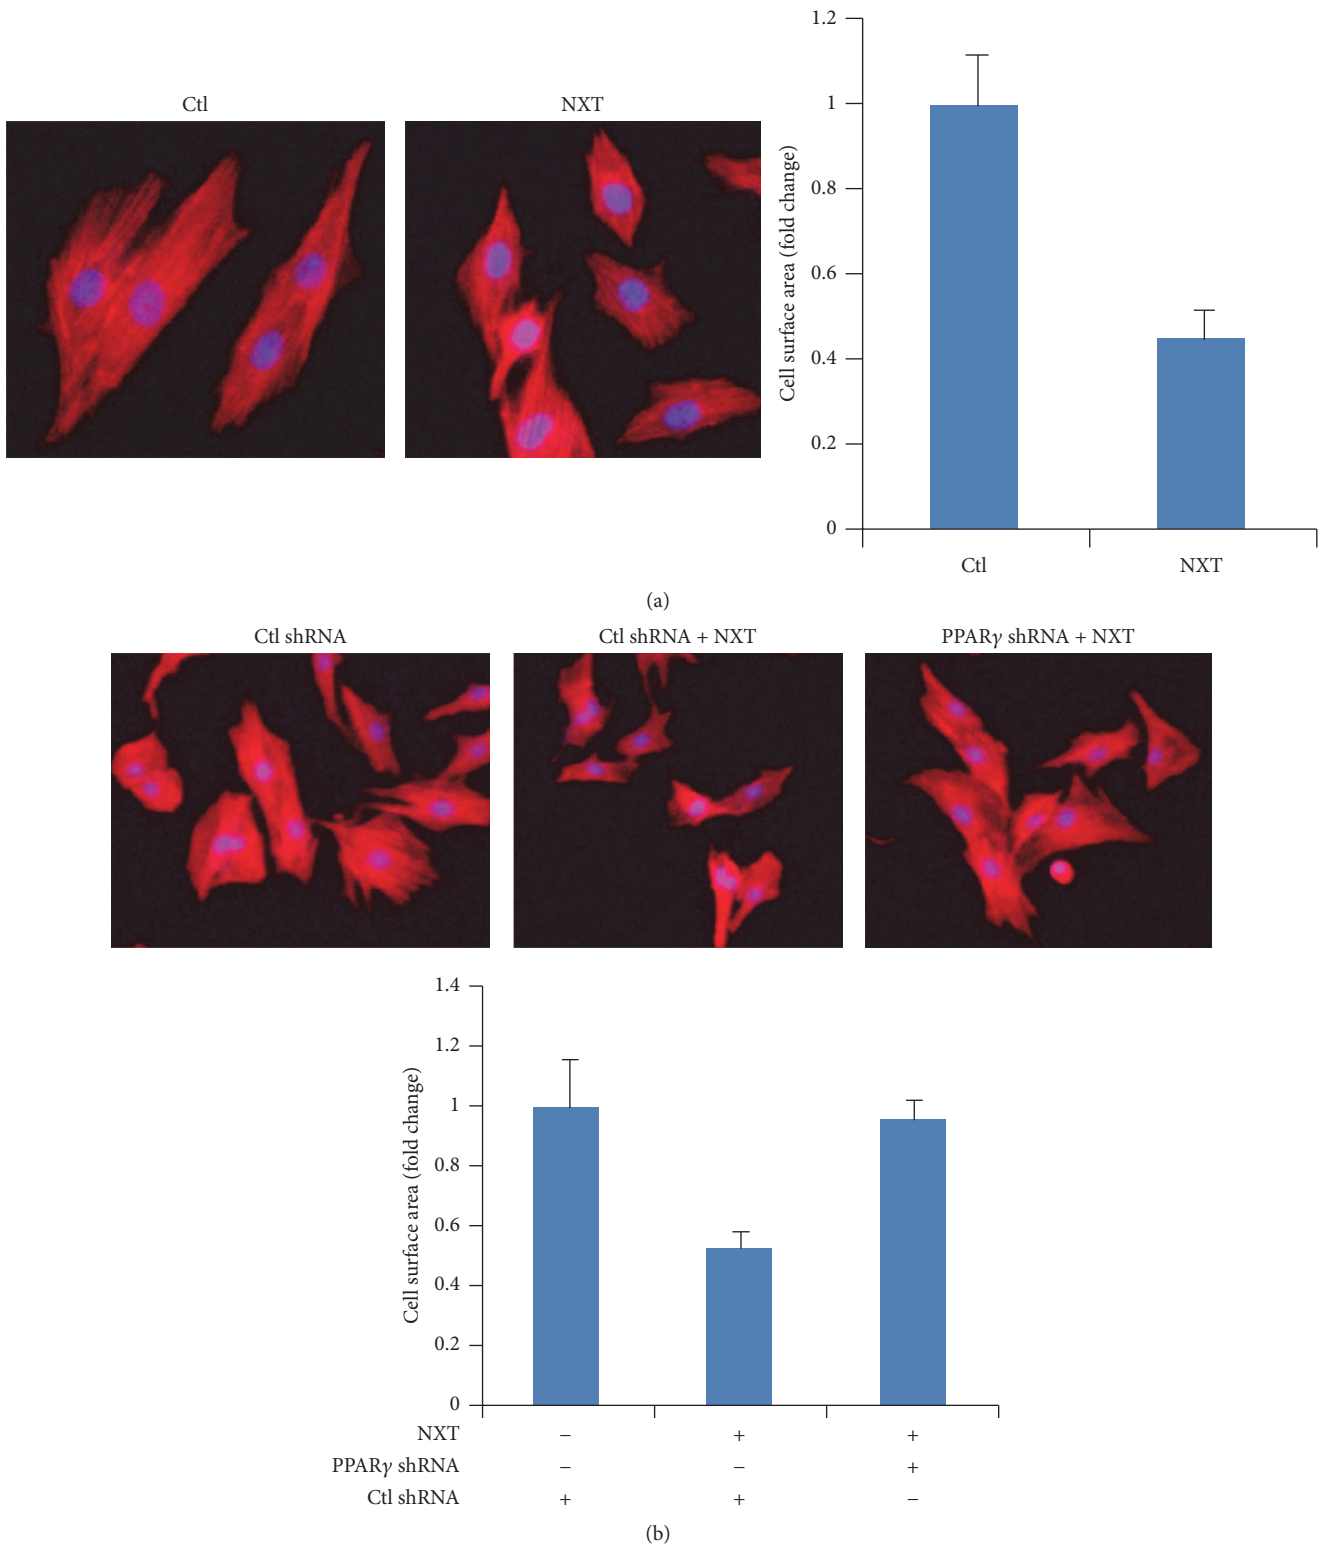 Ctl
NXT
Cell surface area (fold change)
1.2
1
0.8
0.6
0.4
0.2
0
Ctl
NXT
(a)
Ctl shRNA
Ctl shRNA + NXT
PPARγ shRNA + NXT
Cell surface area (fold change)
1.4
1.2
1
0.8
0.6
0.4
0.2
0
NXT − + +
PPARγ shRNA − − +
Ctl shRNA + + −
(b)